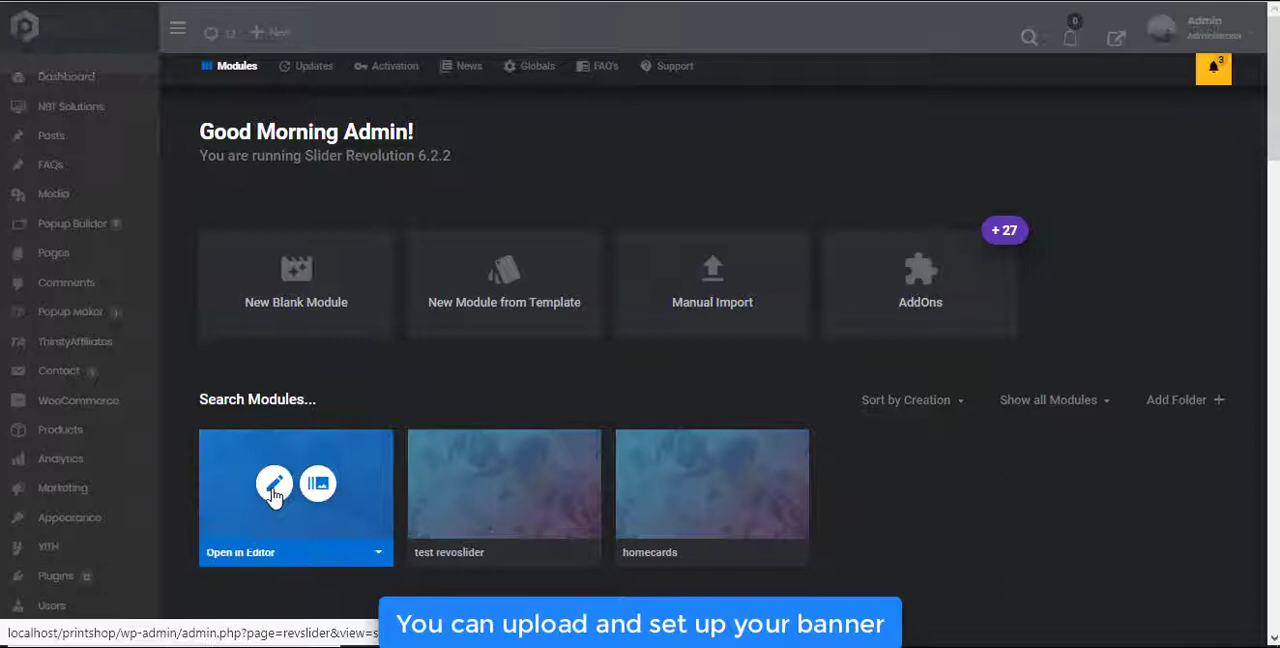 0
Admin
Administrator
12 + New
Modules Updates Activation News Globals FAQ's Support
3
Dashboard
NBT Solutions
Posts
FAQs
Media
Popup Builder
Pages
Comments
Popup Maker
ThirstyAffiliates
Contact
WooCommerce
Products
Analytics
Marketing
Appearance
YITH
Plugins
Users
Good Morning Admin!
You are running Slider Revolution 6.2.2
+ 27
New Blank Module New Module from Template Manual Import AddOns
Search Modules... Sort by Creation Show all Modules Add Folder +
Open in Editor test revoslider homecards
You can upload and set up your banner
localhost/printshop/wp-admin/admin.php?page=revslider&view=s